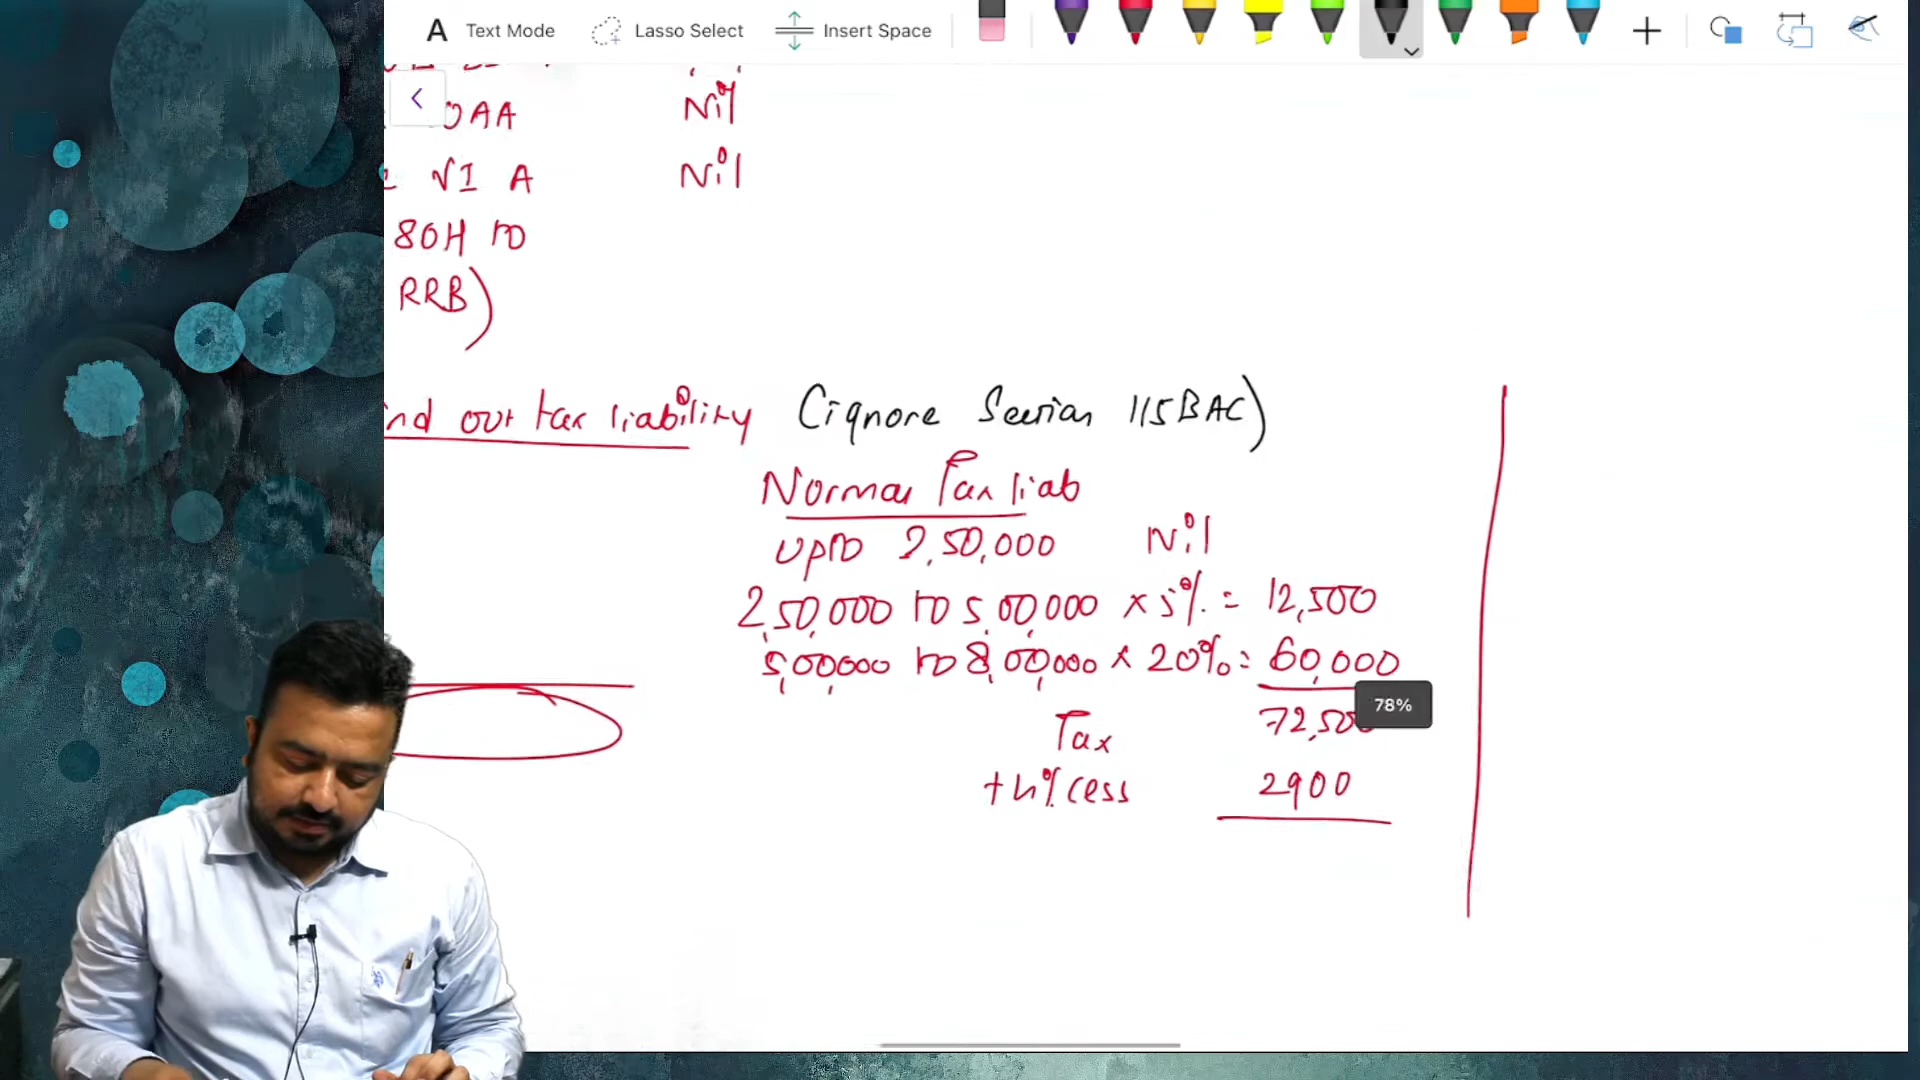 Text Mode Lasso Select Insert Space
0AA Nil
VI A Nil
80H to
RRB)
nd out tax liability (ignore Section 115BAC)
Normal Tax liab
upto 2,50,000 Nil
2,50,000 to 5,00,000 × 5% = 12,500
5,00,000 to 8,00,000 × 20% = 60,000
78%
Tax 72,500
+4% cess 2900